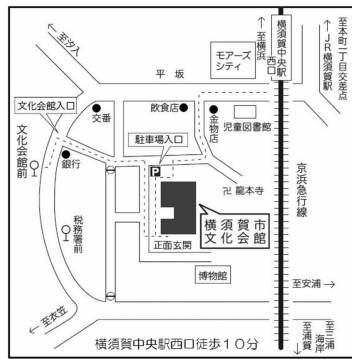 至本町二丁目交差点
JR横須賀駅
↑至横浜
横須賀中央駅
西口
モアーズ
シティ
↖至汐入
平坂
文化会館入口
交番
飲食店
金物店
児童図書館
駐車場入口
文化会館前
銀行
P
卍 龍本寺
京浜急行線
税務署前
横須賀市
文化会館
正面玄関
博物館
至安浦→
至衣笠
至三浦海岸
至浦賀
横須賀中央駅西口徒歩10分